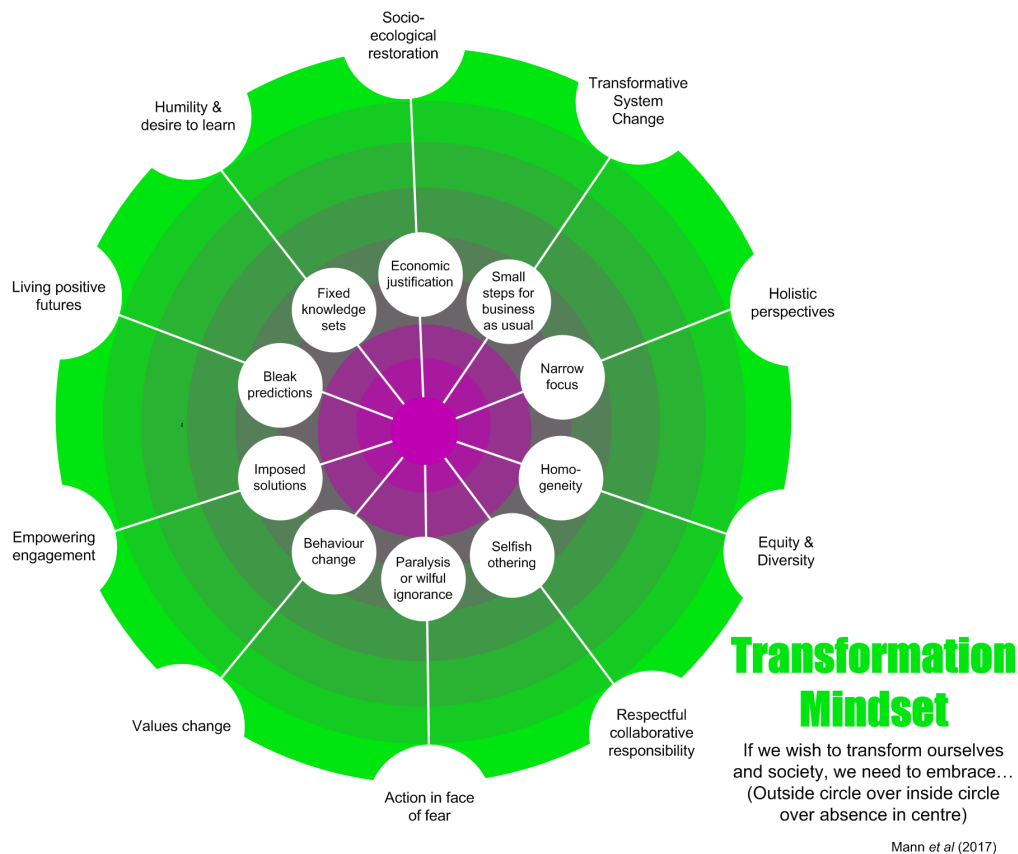 Socio-
ecological
restoration
Transformative
System
Change
Humility &
desire to learn
Living positive
futures
Holistic
perspectives
Economic
justification
Small
steps for
business
as usual
Fixed
knowledge
sets
Narrow
focus
Bleak
predictions
Imposed
solutions
Homo-
geneity
Behaviour
change
Paralysis
or wilful
ignorance
Selfish
othering
Empowering
engagement
Equity &
Diversity
Values change
Action in face
of fear
Respectful
collaborative
responsibility
Transformation
Mindset
If we wish to transform ourselves
and society, we need to embrace…
(Outside circle over inside circle
over absence in centre)
Mann et al (2017)